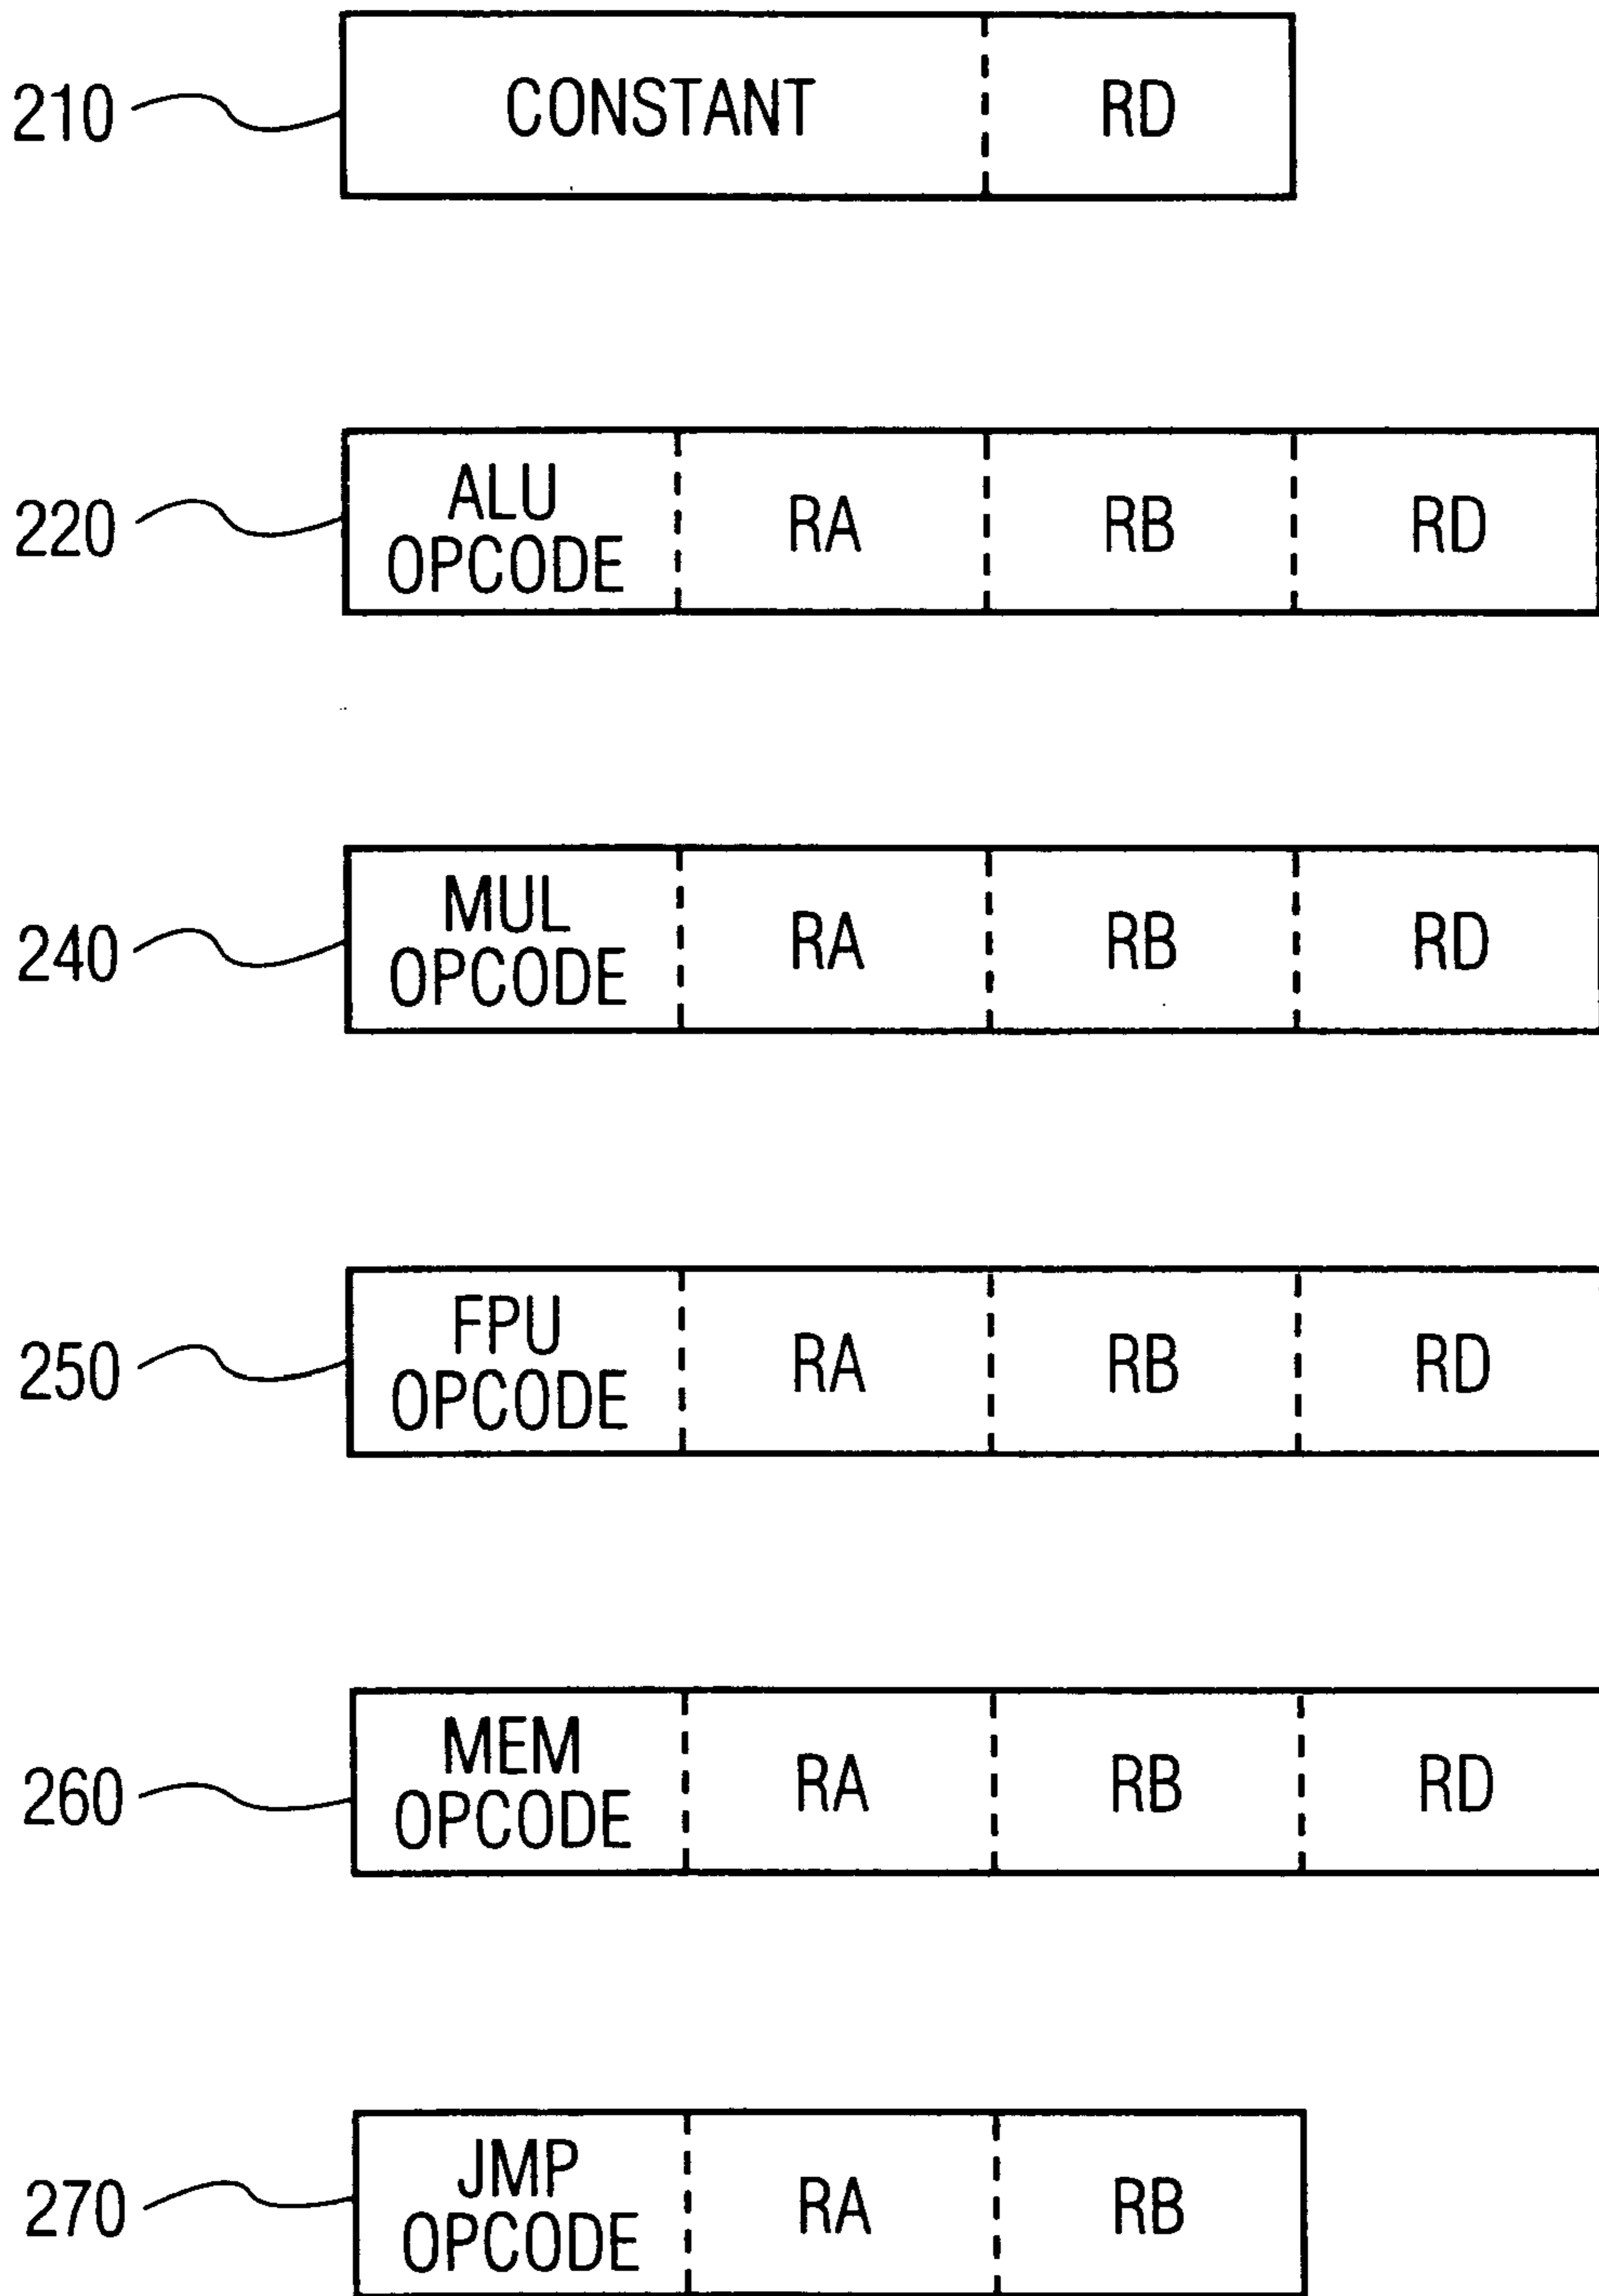 210 CONSTANT RD
220 ALU OPCODE RA RB RD
240 MUL OPCODE RA RB RD
250 FPU OPCODE RA RB RD
260 MEM OPCODE RA RB RD
270 JMP OPCODE RA RB